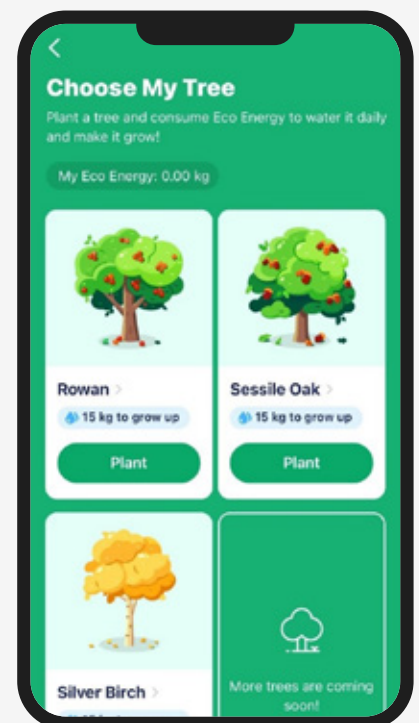 Choose My Tree
Plant a tree and consume Eco Energy to water it daily
and make it grow!
My Eco Energy: 0.00 kg
Rowan
15 kg to grow up
Plant
Sessile Oak
15 kg to grow up
Plant
Silver Birch
More trees are coming
soon!